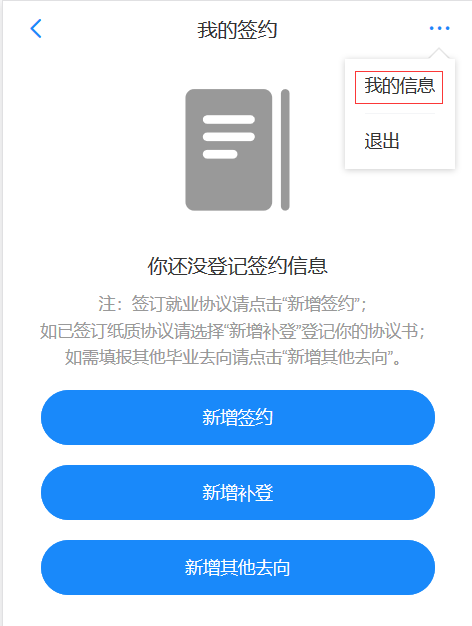 我的签约
我的信息
退出
你还没登记签约信息
注：签订就业协议请点击“新增签约”；
如已签订纸质协议请选择“新增补登”登记你的协议书；
如需填报其他毕业去向请点击“新增其他去向”。
新增签约
新增补登
新增其他去向